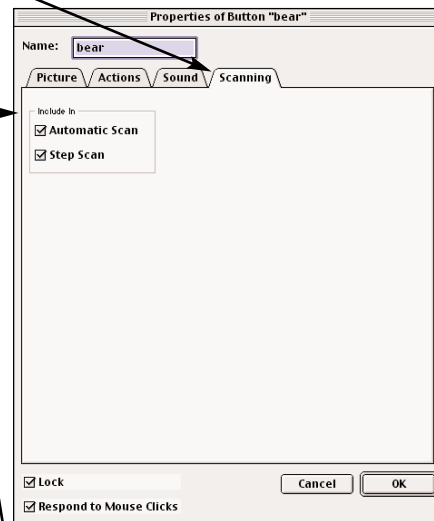 Properties of Button "bear"
Name: bear
Picture Actions Sound Scanning
Include In
Automatic Scan
Step Scan
Lock
Cancel OK
Respond to Mouse Clicks